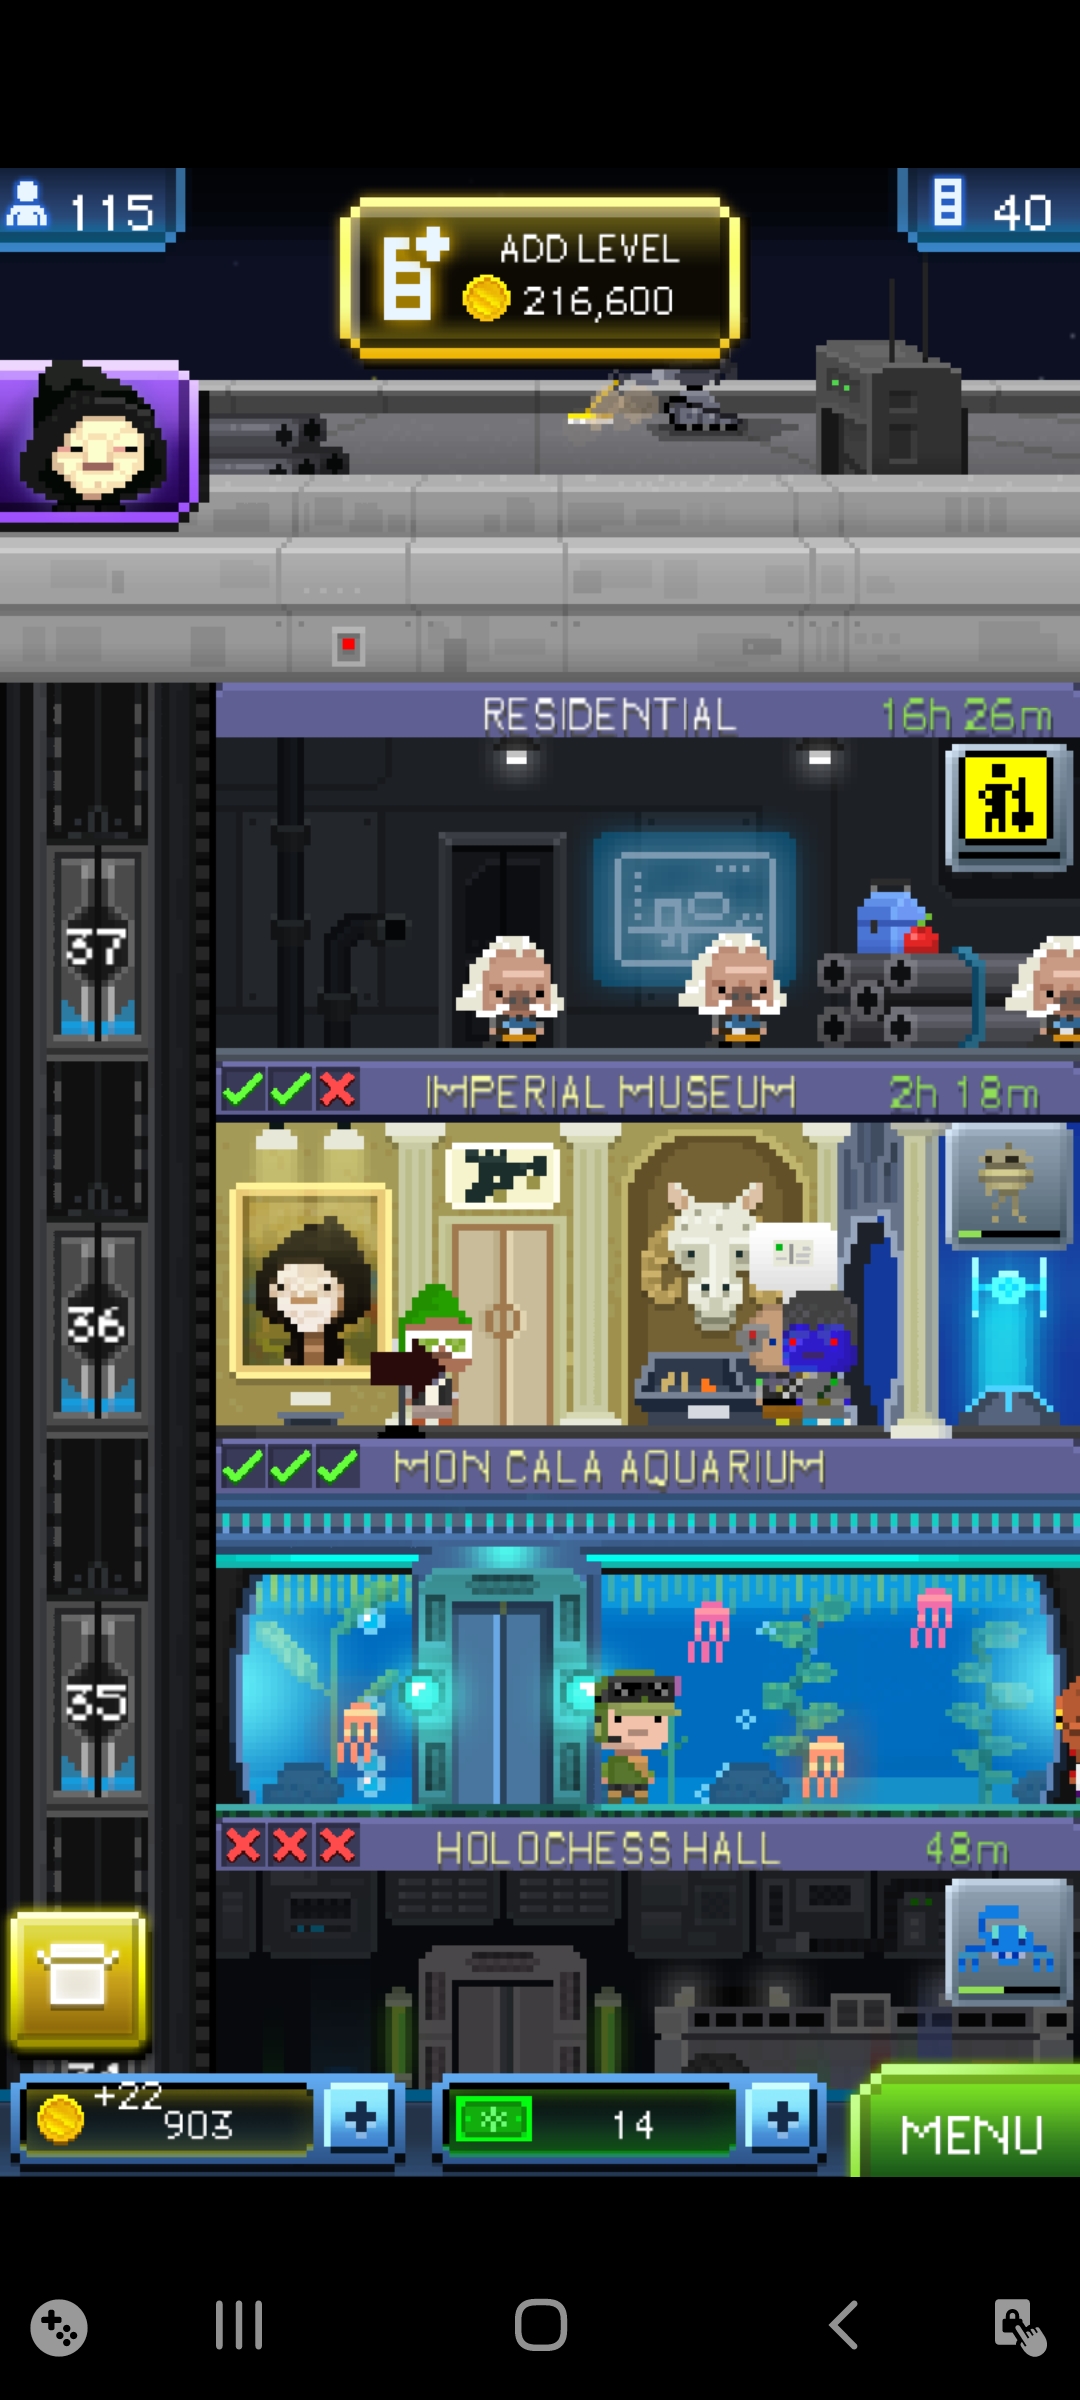 115
ADD LEVEL
216,600
40
RESIDENTIAL 16h 26m
37
IMPERIAL MUSEUM 2h 18m
36
MON CALA AQUARIUM
35
HOLOCHESS HALL 48m
+22
903
14
MENU